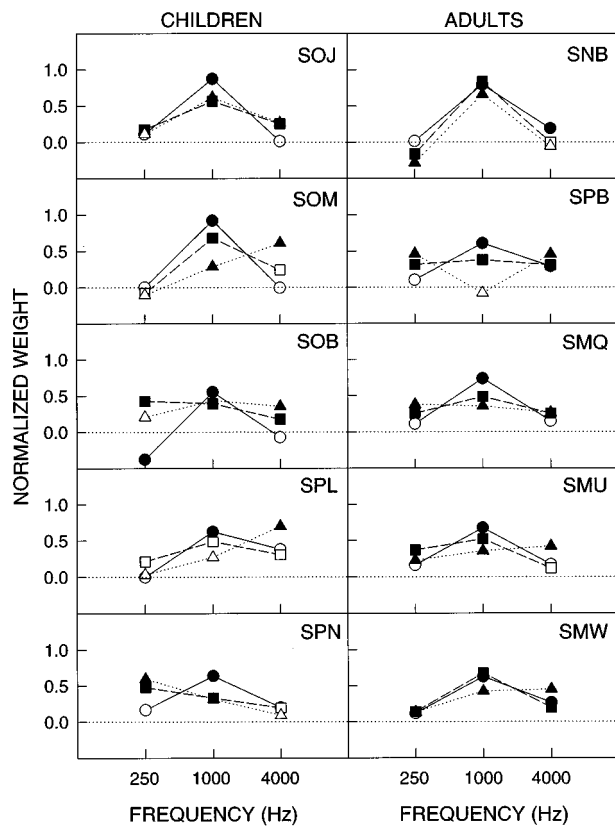 CHILDREN ADULTS
SOJ SNB
1.0
0.5
0.0
SOM SPB
1.0
0.5
0.0
SOB SMQ
1.0
0.5
0.0
SPL SMU
1.0
0.5
0.0
SPN SMW
1.0
0.5
0.0
NORMALIZED WEIGHT
250 1000 4000 250 1000 4000
FREQUENCY (Hz) FREQUENCY (Hz)